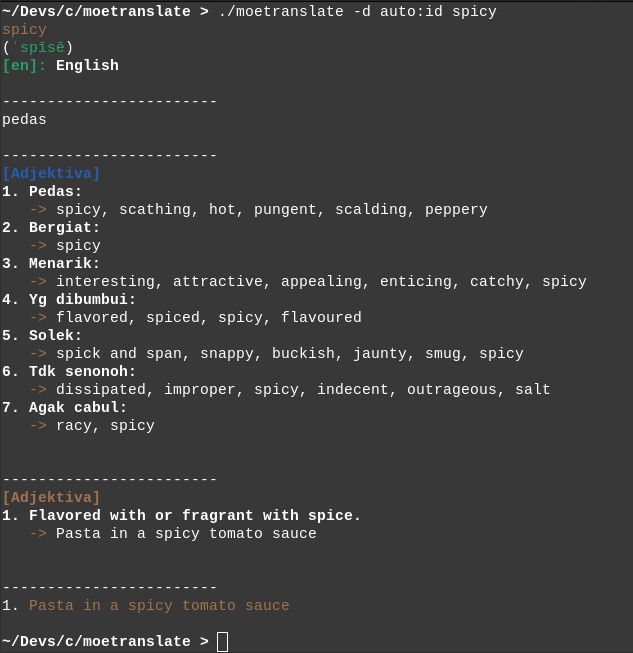 ~/Devs/c/moetranslate > ./moetranslate -d auto:id spicy
spicy
(ˈspīsē)
[en]: English
------------------------
pedas
------------------------
[Adjektiva]
1. Pedas:
-> spicy, scathing, hot, pungent, scalding, peppery
2. Bergiat:
-> spicy
3. Menarik:
-> interesting, attractive, appealing, enticing, catchy, spicy
4. Yg dibumbui:
-> flavored, spiced, spicy, flavoured
5. Solek:
-> spick and span, snappy, buckish, jaunty, smug, spicy
6. Tdk senonoh:
-> dissipated, improper, spicy, indecent, outrageous, salt
7. Agak cabul:
-> racy, spicy
------------------------
[Adjektiva]
1. Flavored with or fragrant with spice.
-> Pasta in a spicy tomato sauce
------------------------
1. Pasta in a spicy tomato sauce
~/Devs/c/moetranslate >